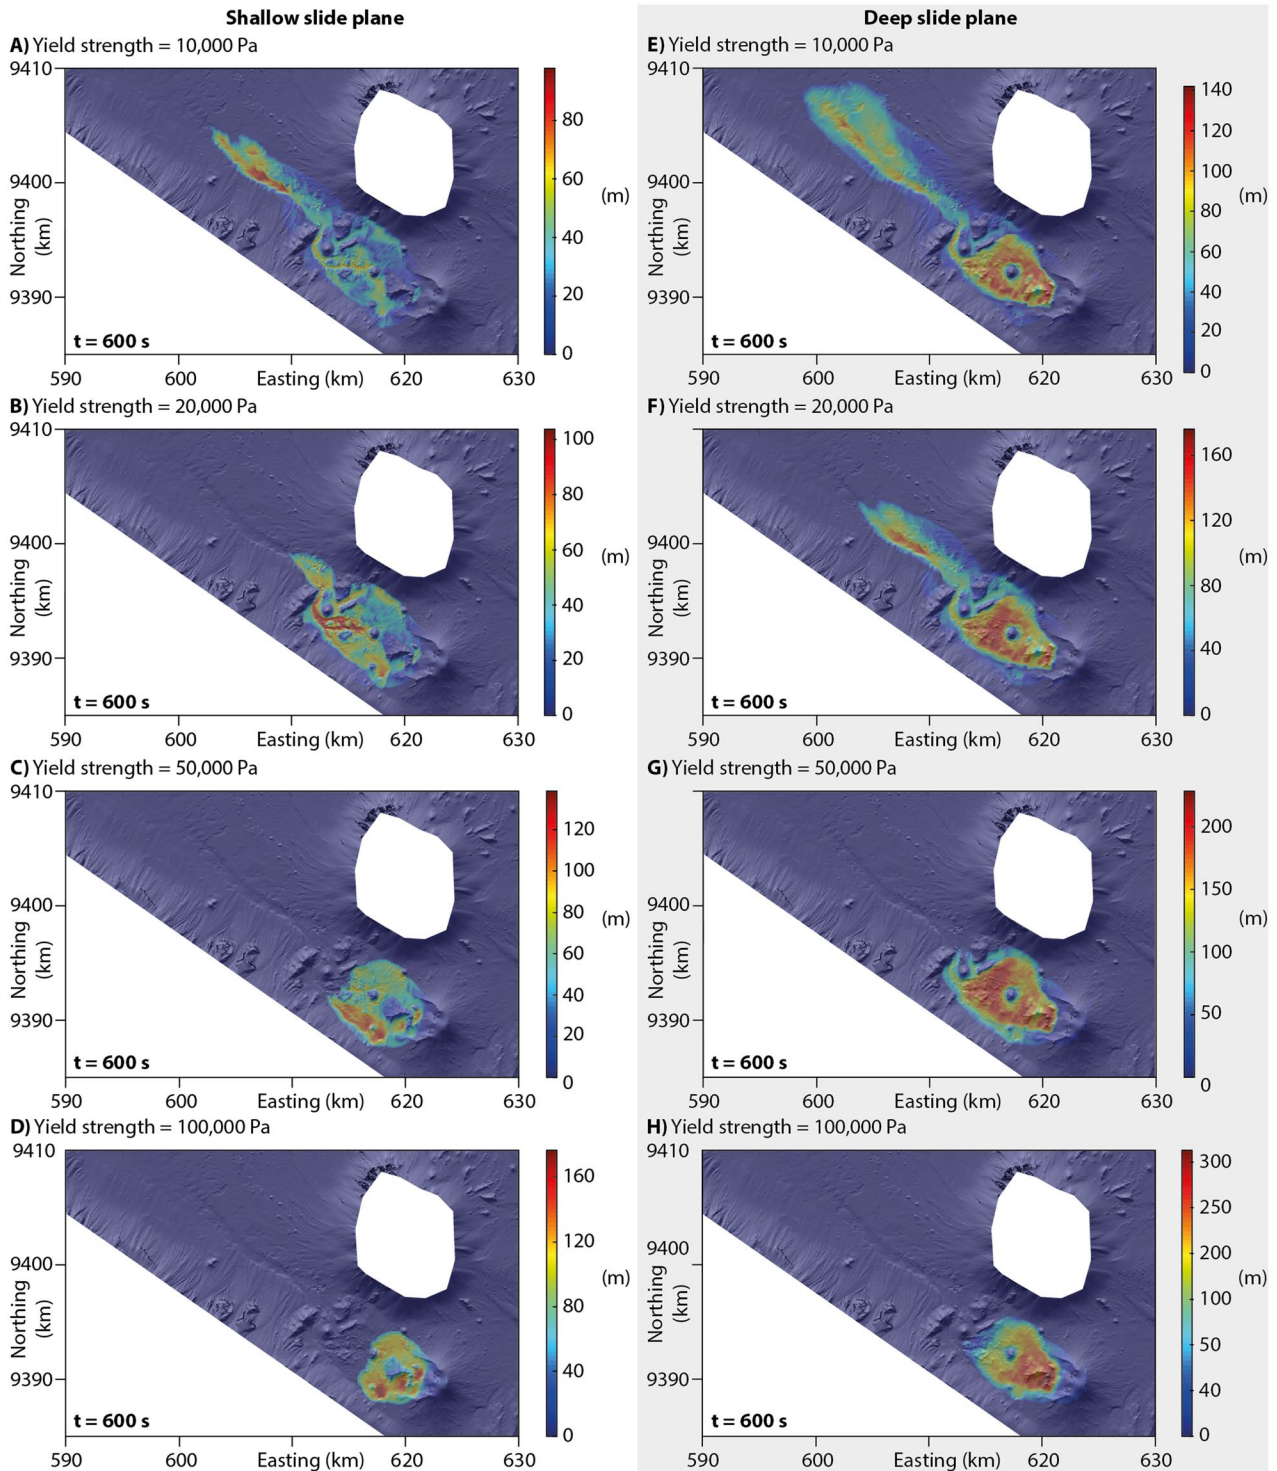 Shallow slide plane
A) Yield strength = 10,000 Pa
9410
9400
9390
Northing
(km)
t = 600 s
590 600 Easting (km) 620 630
80
60
40
20
0
(m)
B) Yield strength = 20,000 Pa
9410
9400
9390
Northing
(km)
t = 600 s
590 600 Easting (km) 620 630
100
80
60
40
20
0
(m)
C) Yield strength = 50,000 Pa
9410
9400
9390
Northing
(km)
t = 600 s
590 600 Easting (km) 620 630
120
100
80
60
40
20
0
(m)
D) Yield strength = 100,000 Pa
9410
9400
9390
Northing
(km)
t = 600 s
590 600 Easting (km) 620 630
160
120
80
40
0
(m)
Deep slide plane
E) Yield strength = 10,000 Pa
9410
9400
9390
Northing
(km)
t = 600 s
590 600 Easting (km) 620 630
140
120
100
80
60
40
20
0
(m)
F) Yield strength = 20,000 Pa
9400
9390
Northing
(km)
t = 600 s
590 600 Easting (km) 620 630
160
120
80
40
0
(m)
G) Yield strength = 50,000 Pa
9400
9390
Northing
(km)
t = 600 s
590 600 Easting (km) 620 630
200
150
100
50
0
(m)
H) Yield strength = 100,000 Pa
9410
9400
9390
Northing
(km)
t = 600 s
590 600 Easting (km) 620 630
300
250
200
100
50
40
0
(m)